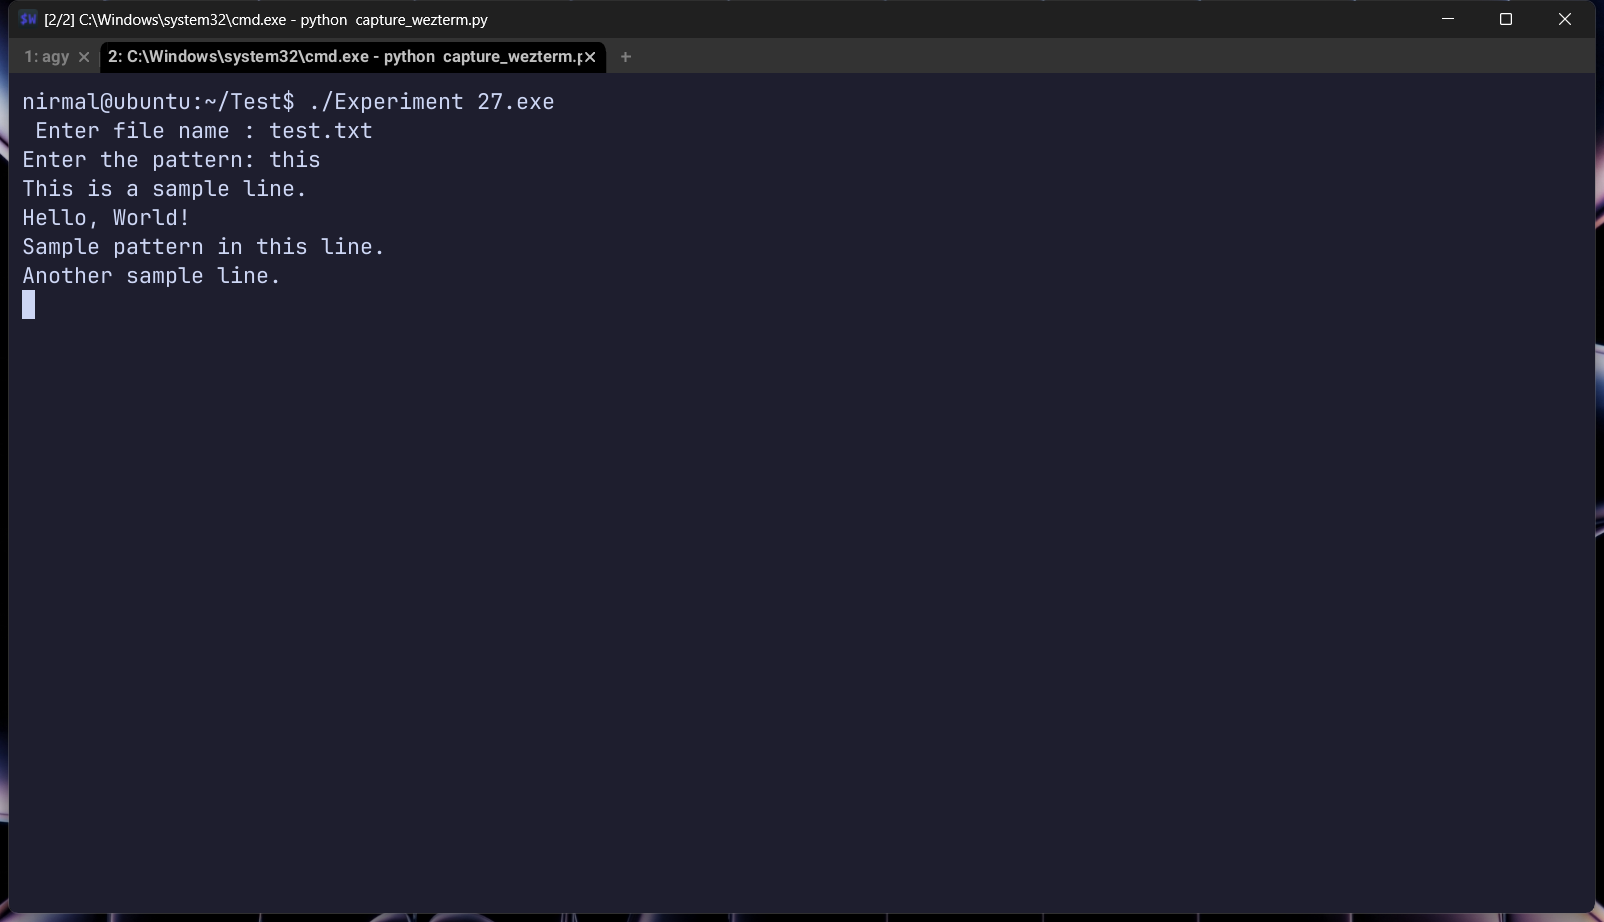 [2/2] C:\Windows\system32\cmd.exe - python  capture_wezterm.py
1: agy × 2: C:\Windows\system32\cmd.exe - python  capture_wezterm.p × +
nirmal@ubuntu:~/Test$ ./Experiment 27.exe
 Enter file name : test.txt
Enter the pattern: this
This is a sample line.
Hello, World!
Sample pattern in this line.
Another sample line.